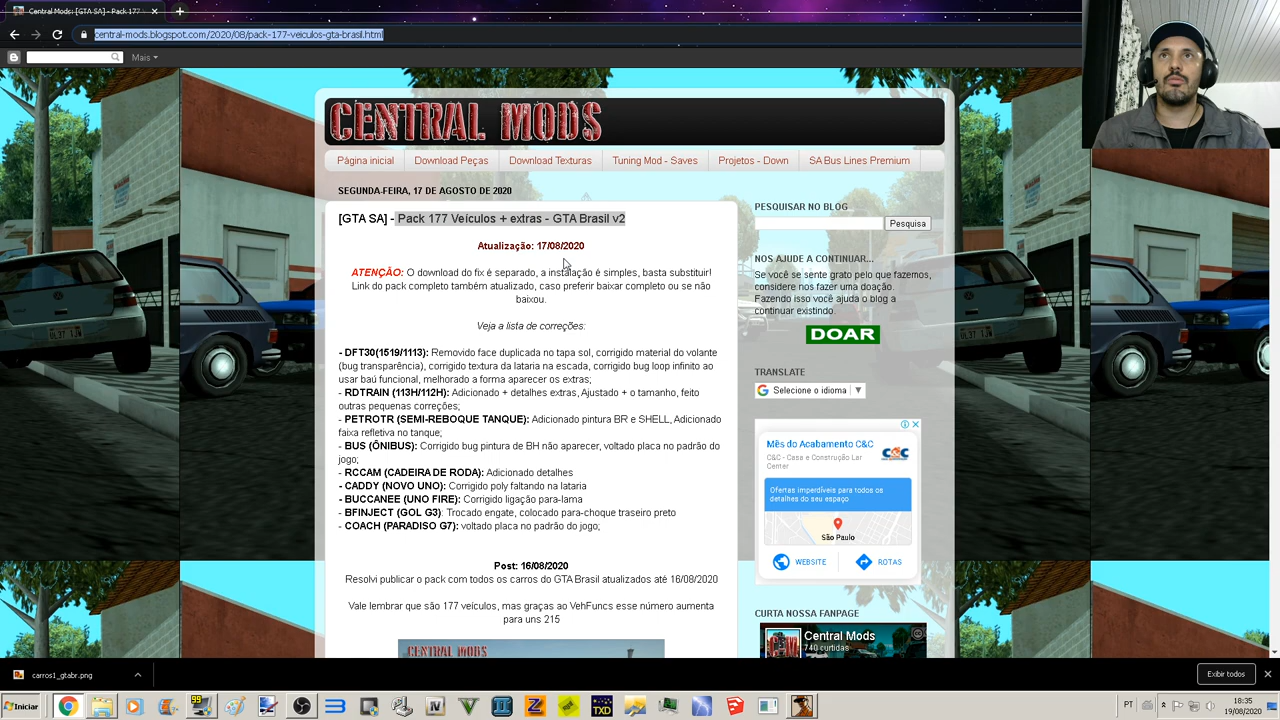 Central Mods: [GTA SA] - Pack 177
central-mods.blogspot.com/2020/08/pack-177-veiculos-gta-brasil.html
Mais
CENTRAL MODS
Página inicial
Download Peças
Download Texturas
Tuning Mod - Saves
Projetos - Down
SA Bus Lines Premium
SEGUNDA-FEIRA, 17 DE AGOSTO DE 2020
[GTA SA] - Pack 177 Veículos + extras - GTA Brasil v2
Atualização: 17/08/2020
ATENÇÃO: O download do fix é separado, a instalação é simples, basta substituir!
Link do pack completo também atualizado, caso preferir baixar completo ou se não
baixou.
Veja a lista de correções:
- DFT30(1519/1113): Removido face duplicada no tapa sol, corrigido material do volante
(bug transparência), corrigido textura da lataria na escada, corrigido bug loop infinito ao
usar baú funcional, melhorado a forma aparecer os extras;
- RDTRAIN (113H/112H): Adicionado + detalhes extras, Ajustado + o tamanho, feito
outras pequenas correções;
- PETROTR (SEMI-REBOQUE TANQUE): Adicionado pintura BR e SHELL, Adicionado
faixa refletiva no tanque;
- BUS (ÔNIBUS): Corrigido bug pintura de BH não aparecer, voltado placa no padrão do
jogo;
- RCCAM (CADEIRA DE RODA): Adicionado detalhes
- CADDY (NOVO UNO): Corrigido poly faltando na lataria
- BUCCANEE (UNO FIRE): Corrigido ligação para-lama
- BFINJECT (GOL G3): Trocado engate, colocado para-choque traseiro preto
- COACH (PARADISO G7): voltado placa no padrão do jogo;
Post: 16/08/2020
Resolvi publicar o pack com todos os carros do GTA Brasil atualizados até 16/08/2020
Vale lembrar que são 177 veículos, mas graças ao VehFuncs esse número aumenta
para uns 215
CENTRAL MODS
PESQUISAR NO BLOG
Pesquisa
NOS AJUDE A CONTINUAR...
Se você se sente grato pelo que fazemos,
considere nos fazer uma doação.
Fazendo isso você ajuda o blog a
continuar existindo.
DOAR
TRANSLATE
Selecione o idioma
Mês do Acabamento C&C
C&C - Casa e Construção Lar
Center
C&C
Ofertas imperdíveis para todos os
detalhes do seu espaço
São Paulo
WEBSITE
ROTAS
CURTA NOSSA FANPAGE
Central Mods
740 curtidas
carros1_gtabr.png
Exibir todos
Iniciar
99
TXD
PT
18:35
19/08/2020